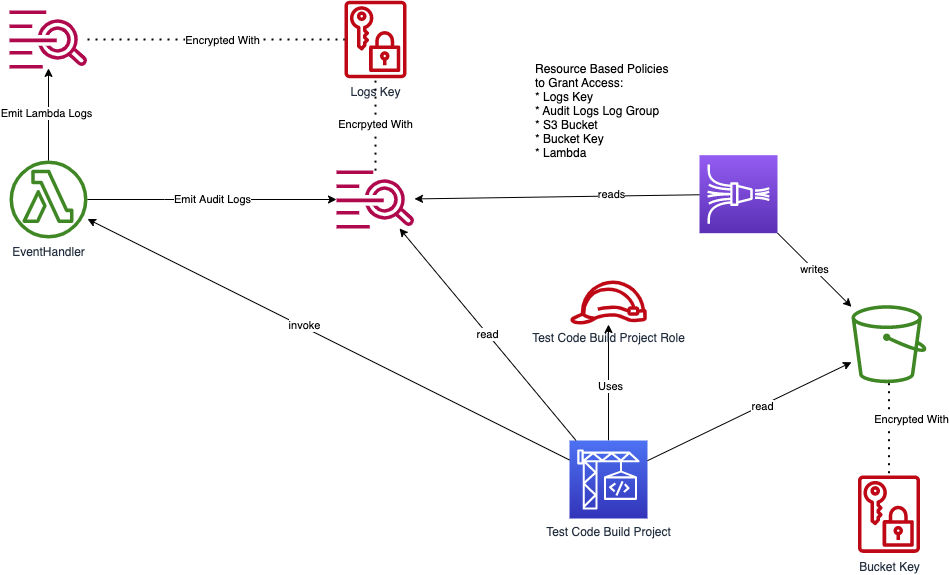 Encrypted With
Logs Key
Resource Based Policies
to Grant Access:
* Logs Key
* Audit Logs Log Group
* S3 Bucket
* Bucket Key
* Lambda
Emit Lambda Logs
Encrpyted With
Emit Audit Logs
reads
EventHandler
writes
invoke
read
Test Code Build Project Role
Uses
read
Encrypted With
</>
Test Code Build Project
Bucket Key